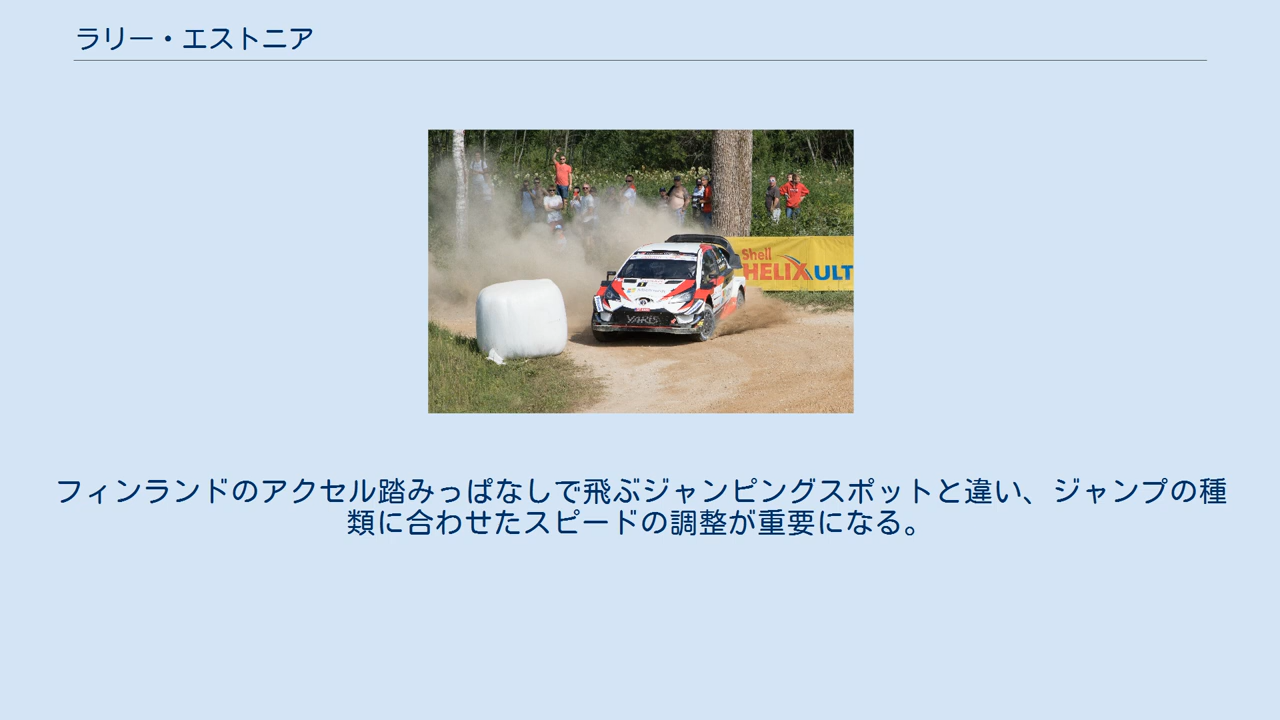 ラリー・エストニア
Shell
HELIX ULT
YARIS
フィンランドのアクセル踏みっぱなしで飛ぶジャンピングスポットと違い、ジャンプの種
類に合わせたスピードの調整が重要になる。